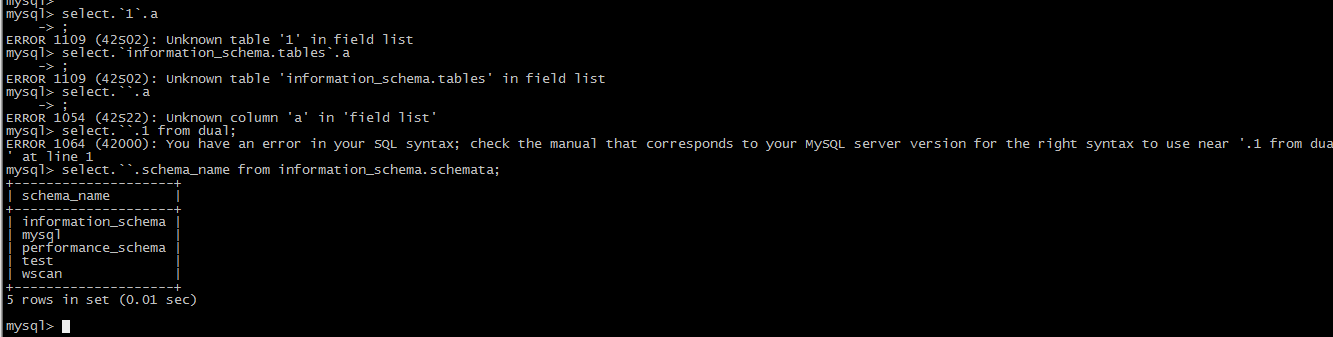 mysql>
mysql> select.`1`.a
    -> ;
ERROR 1109 (42S02): Unknown table '1' in field list
mysql> select.`information_schema.tables`.a
    -> ;
ERROR 1109 (42S02): Unknown table 'information_schema.tables' in field list
mysql> select.``.a
    -> ;
ERROR 1054 (42S22): Unknown column 'a' in 'field list'
mysql> select.``.1 from dual;
ERROR 1064 (42000): You have an error in your SQL syntax; check the manual that corresponds to your MySQL server version for the right syntax to use near '.1 from dua
' at line 1
mysql> select.``.schema_name from information_schema.schemata;
+--------------------+
| schema_name        |
+--------------------+
| information_schema |
| mysql              |
| performance_schema |
| test               |
| wscan              |
+--------------------+
5 rows in set (0.01 sec)
mysql>